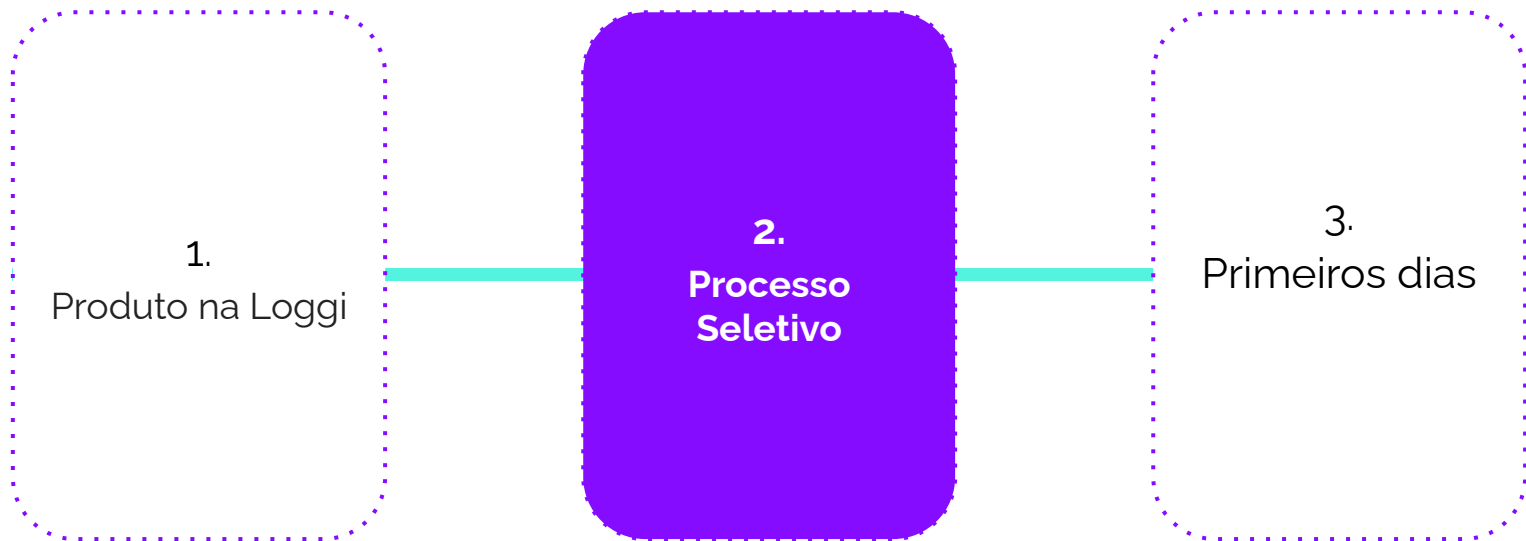 1.
Produto na Loggi
2.
Processo
Seletivo
3.
Primeiros dias